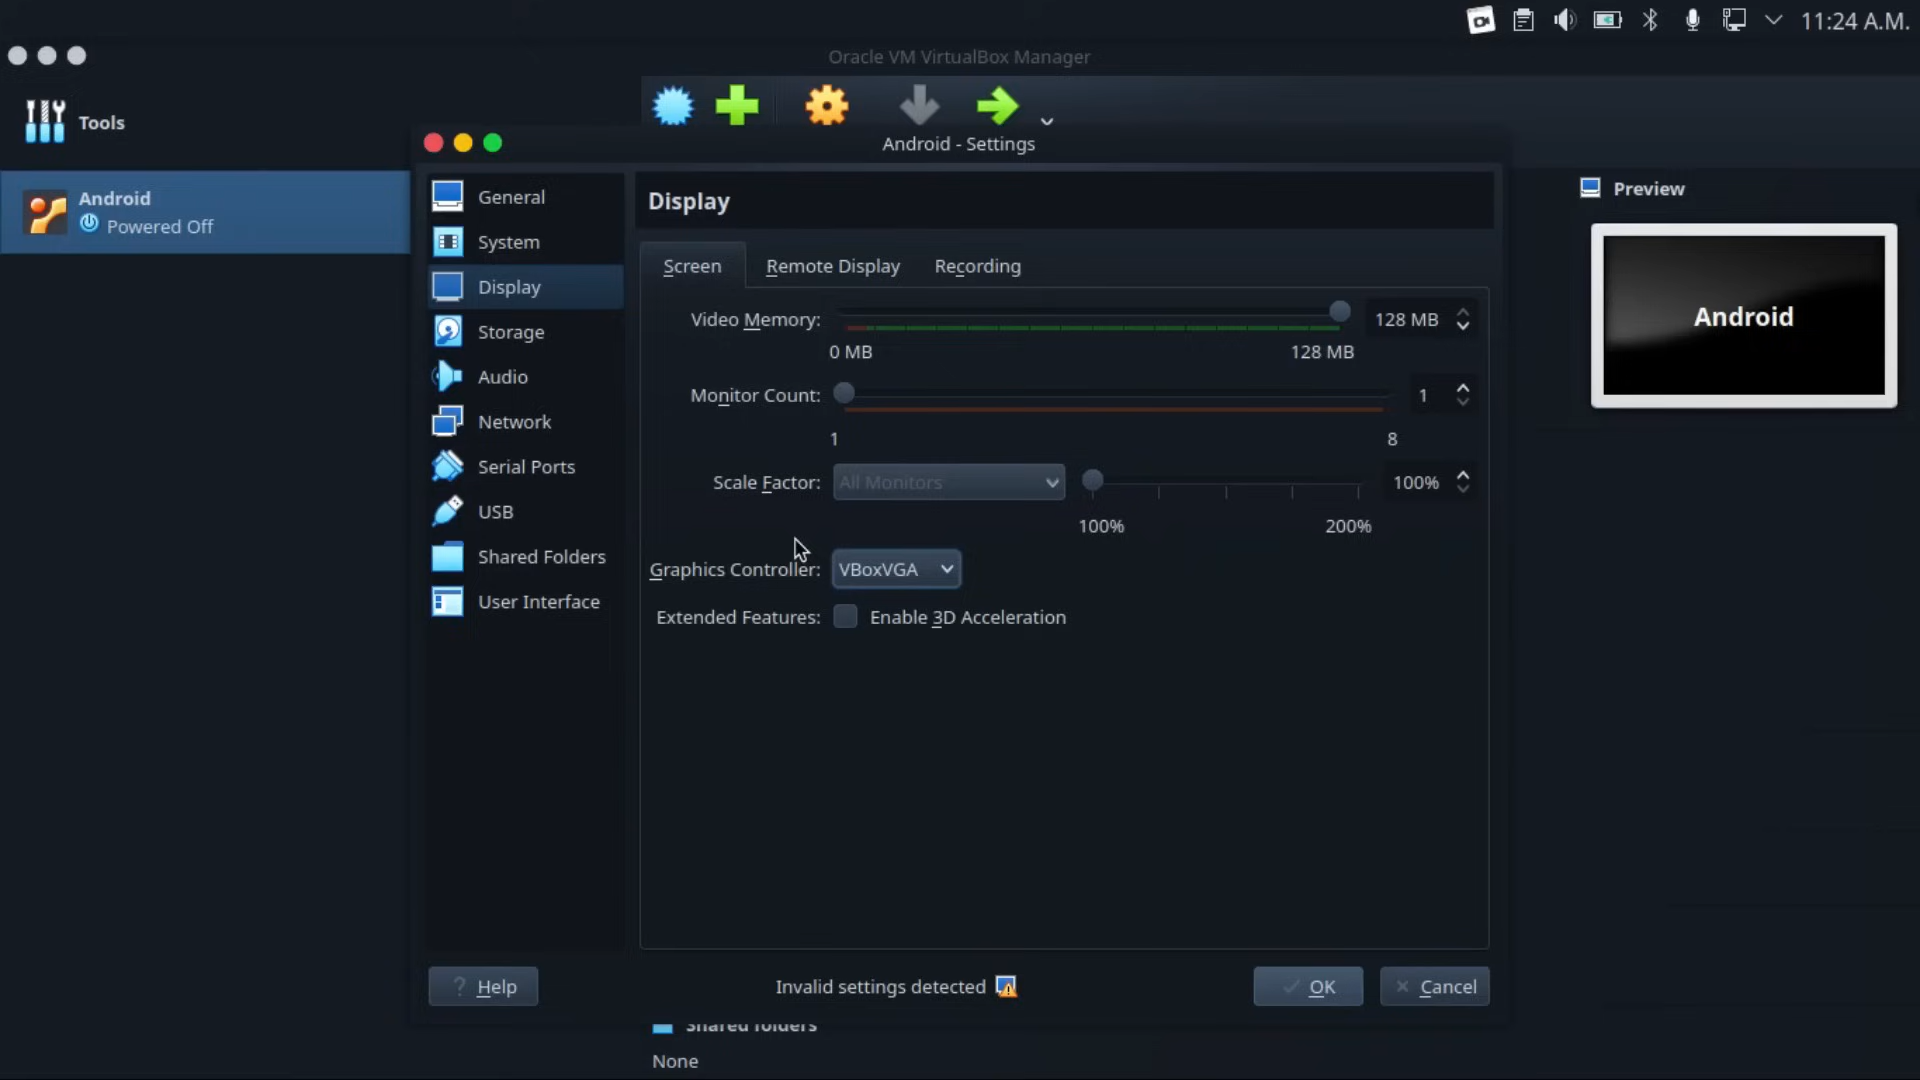 11:24 A.M.
Oracle VM VirtualBox Manager
Tools
Android - Settings
Android
Powered Off
General
System
Display
Storage
Audio
Network
Serial Ports
USB
Shared Folders
User Interface
Display
Screen Remote Display Recording
Video Memory: 128 MB
0 MB 128 MB
Monitor Count: 1
1 8
Scale Factor: All Monitors 100%
100% 200%
Graphics Controller: VBoxVGA
Extended Features: Enable 3D Acceleration
Preview
Android
? Help Invalid settings detected OK Cancel
Shared folders
None